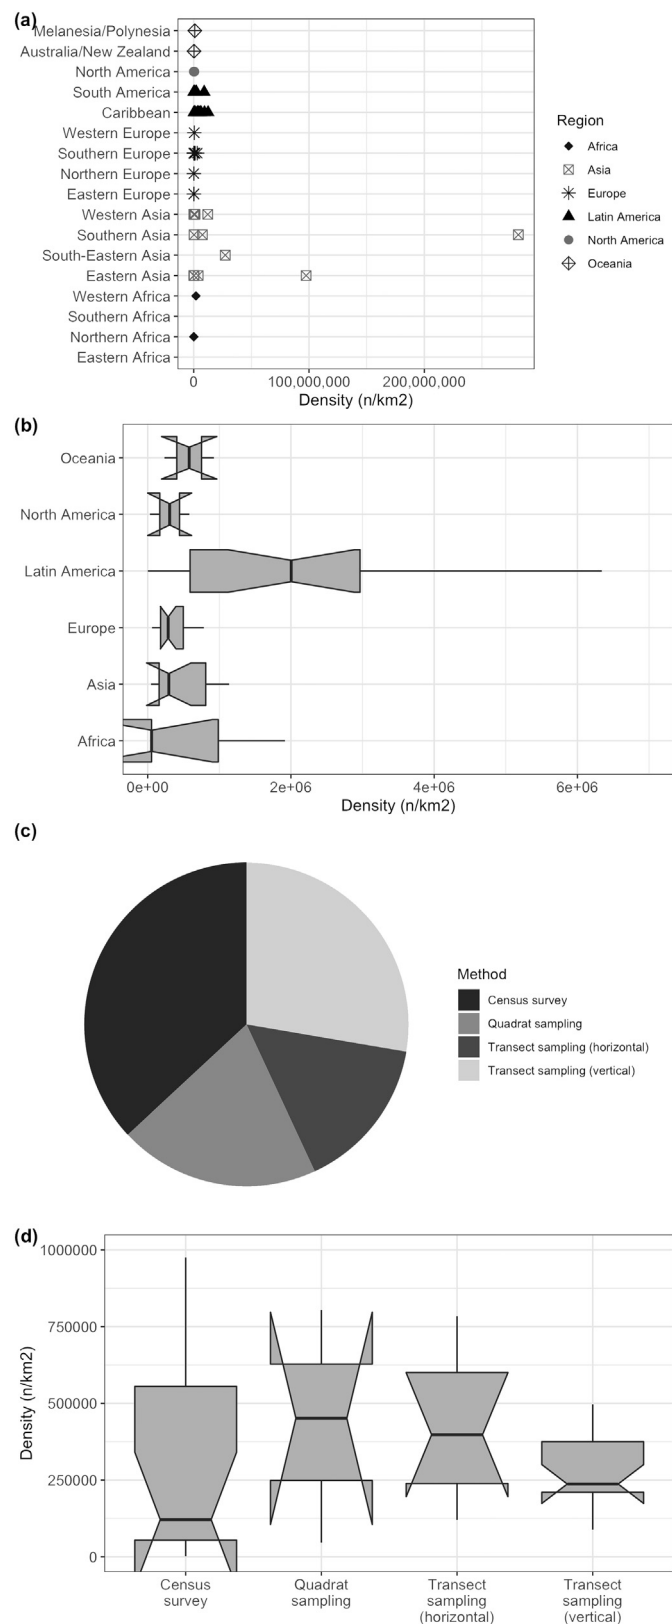 (a)
Melanesia/Polynesia
Australia/New Zealand
North America
South America
Caribbean
Western Europe
Southern Europe
Northern Europe
Eastern Europe
Western Asia
Southern Asia
South-Eastern Asia
Eastern Asia
Western Africa
Southern Africa
Northern Africa
Eastern Africa
0 100,000,000 200,000,000
Density (n/km2)
Region
Africa
Asia
Europe
Latin America
North America
Oceania
(b)
Oceania
North America
Latin America
Europe
Asia
Africa
0e+00 2e+06 4e+06 6e+06
Density (n/km2)
(c)
Method
Census survey
Quadrat sampling
Transect sampling (horizontal)
Transect sampling (vertical)
(d)
Density (n/km2)
1000000
750000
500000
250000
0
Census survey
Quadrat sampling
Transect sampling (horizontal)
Transect sampling (vertical)